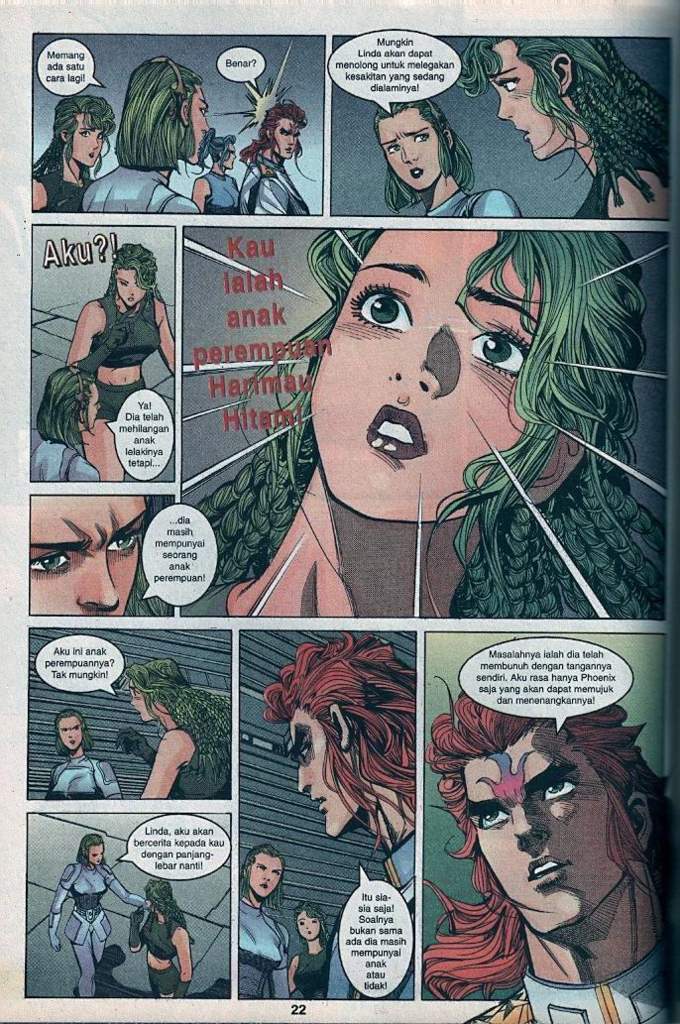 Memang
ada satu
cara lagi!
Benar?
Mungkin
Linda akan dapat
menolong untuk melegakan
kesakitan yang sedang
dialaminya!
Aku?!
Ya!
Dia telah
mehilangan
anak
lelakinya
tetapi...
Kau
ialah
anak
perempuan
Harimau
Hitam!
...dia
masih
mempunyai
seorang
anak
perempuan!
Aku ini anak
perempuannya?
Tak mungkin!
Linda, aku akan
bercerita kepada kau
dengan panjang-
lebar nanti!
Itu sia-
sia saja!
Soalnya
bukan sama
ada dia masih
mempunyai
anak
atau
tidak!
Masalahnya ialah dia telah
membunuh dengan tangannya
sendiri. Aku rasa hanya Phoenix
saja yang akan dapat memujuk
dan menenangkannya!
22